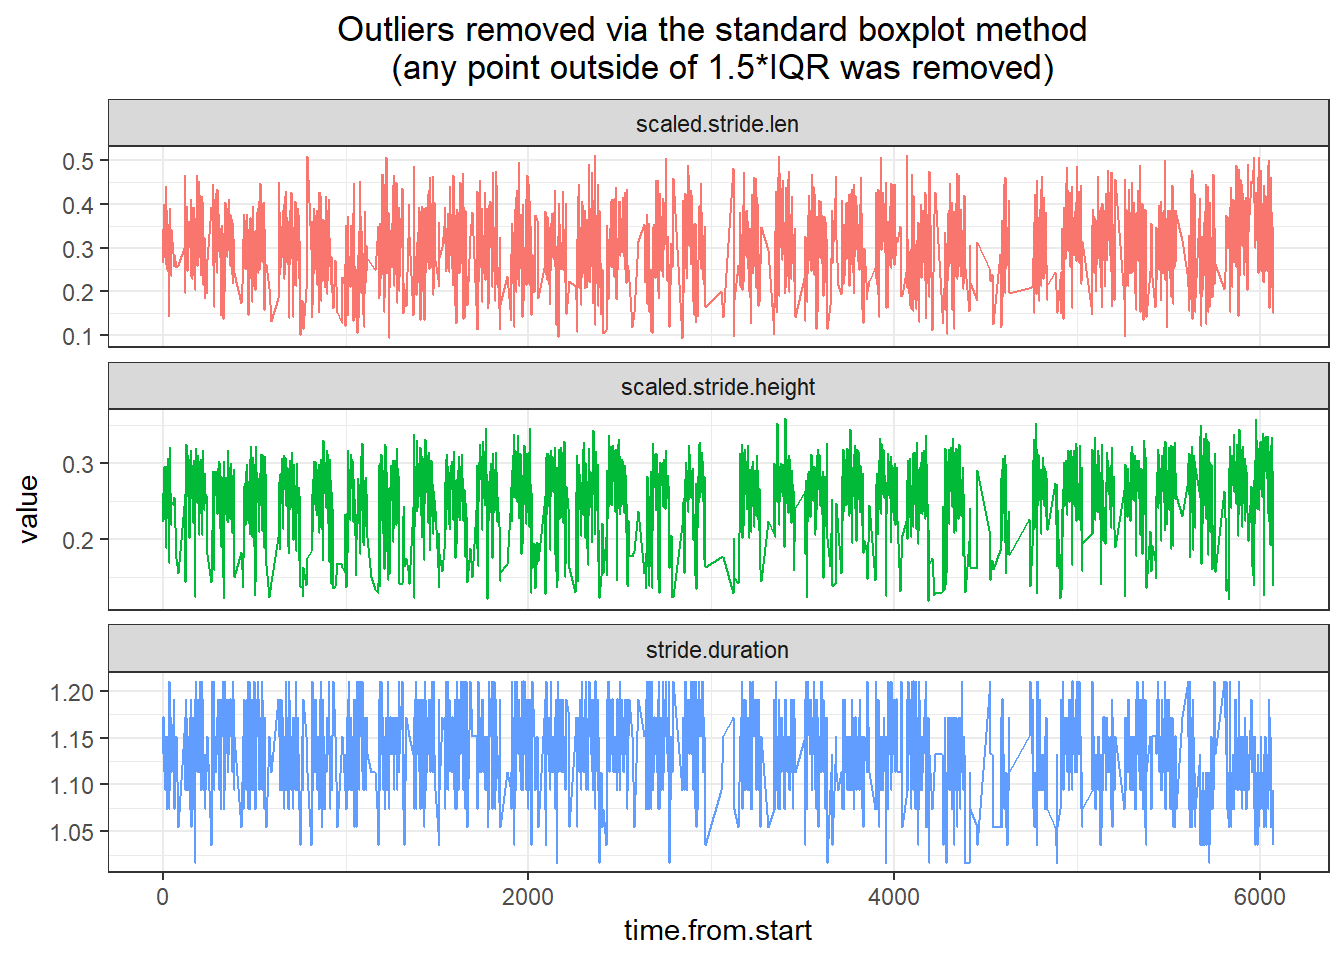 Outliers removed via the standard boxplot method
(any point outside of 1.5*IQR was removed)
scaled.stride.len
0.5
0.4
0.3
0.2
0.1
scaled.stride.height
0.3
0.2
value
stride.duration
1.20
1.15
1.10
1.05
0
2000
4000
6000
time.from.start